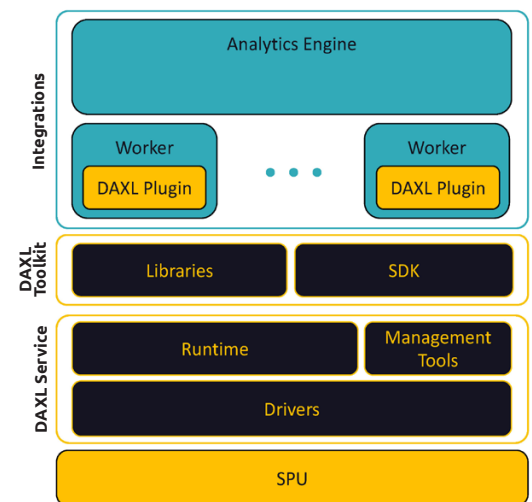 Integrations
Analytics Engine
Worker
DAXL Plugin
Worker
DAXL Plugin
DAXL
Toolkit
Libraries
SDK
DAXL Service
Runtime
Management
Tools
Drivers
SPU